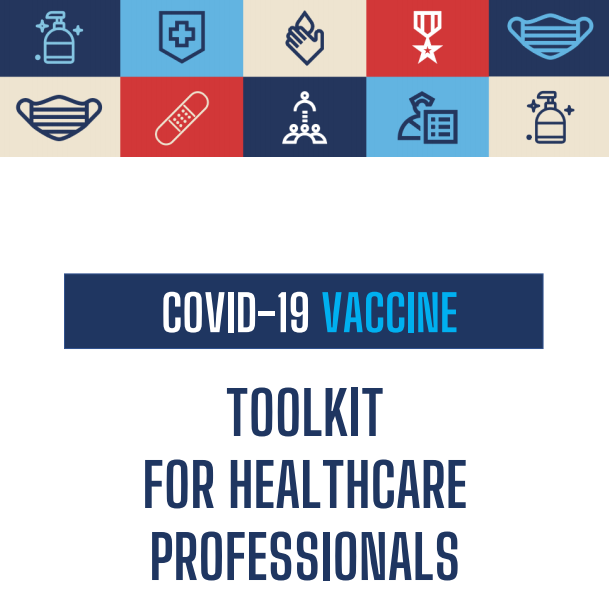 COVID-19 VACCINE
TOOLKIT
FOR HEALTHCARE
PROFESSIONALS